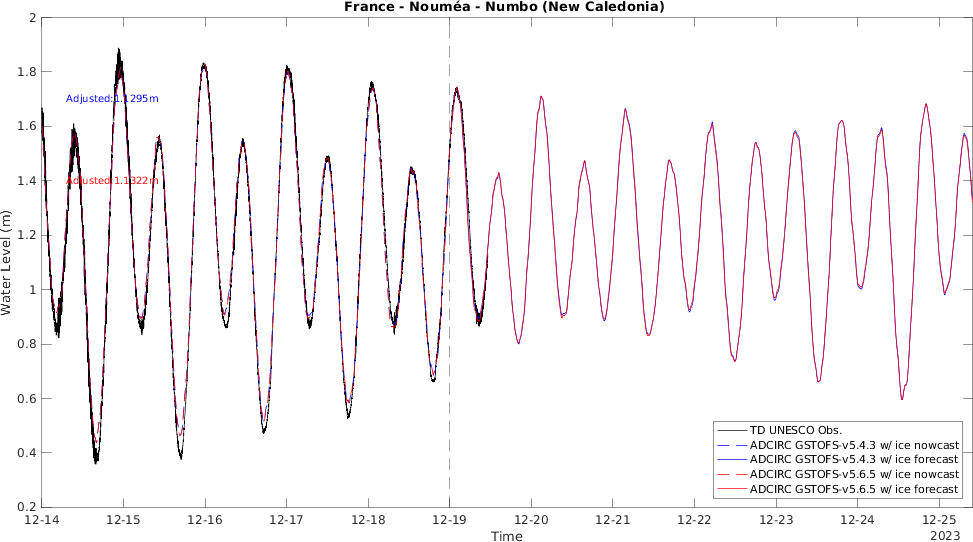 France - Nouméa - Numbo (New Caledonia)
2
1.8
1.6
1.4
1.2
1
0.8
0.6
0.4
0.2
Water Level (m)
Adjusted:1.1295m
Adjusted:1.1322m
TD UNESCO Obs.
ADCIRC GSTOFS-v5.4.3 w/ ice nowcast
ADCIRC GSTOFS-v5.4.3 w/ ice forecast
ADCIRC GSTOFS-v5.6.5 w/ ice nowcast
ADCIRC GSTOFS-v5.6.5 w/ ice forecast
12-14 12-15 12-16 12-17 12-18 12-19 12-20 12-21 12-22 12-23 12-24 12-25
Time
2023